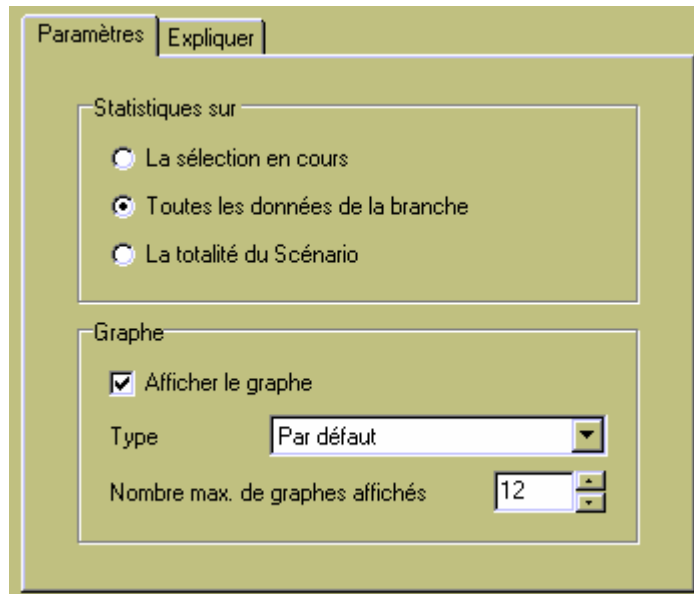 Paramètres Expliquer
Statistiques sur
La sélection en cours
Toutes les données de la branche
La totalité du Scénario
Graphe
Afficher le graphe
Type Par défaut
Nombre max. de graphes affichés 12